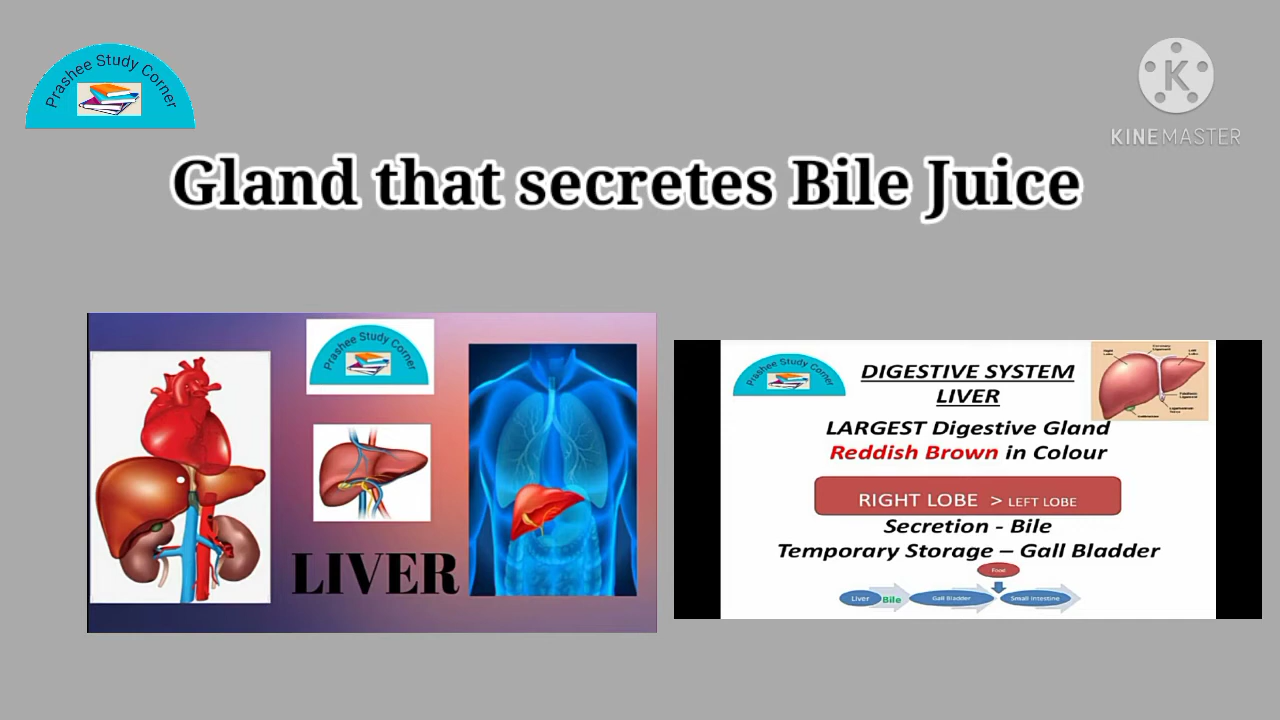 Prashee Study Corner
KINEMASTER
Gland that secretes Bile Juice
Prashee Study Corner
LIVER
Prashee Study Corner
DIGESTIVE SYSTEM
LIVER
LARGEST Digestive Gland
Reddish Brown in Colour
RIGHT LOBE > LEFT LOBE
Secretion - Bile
Temporary Storage – Gall Bladder
Food
Liver
Bile
Gall Bladder
Small Intestine